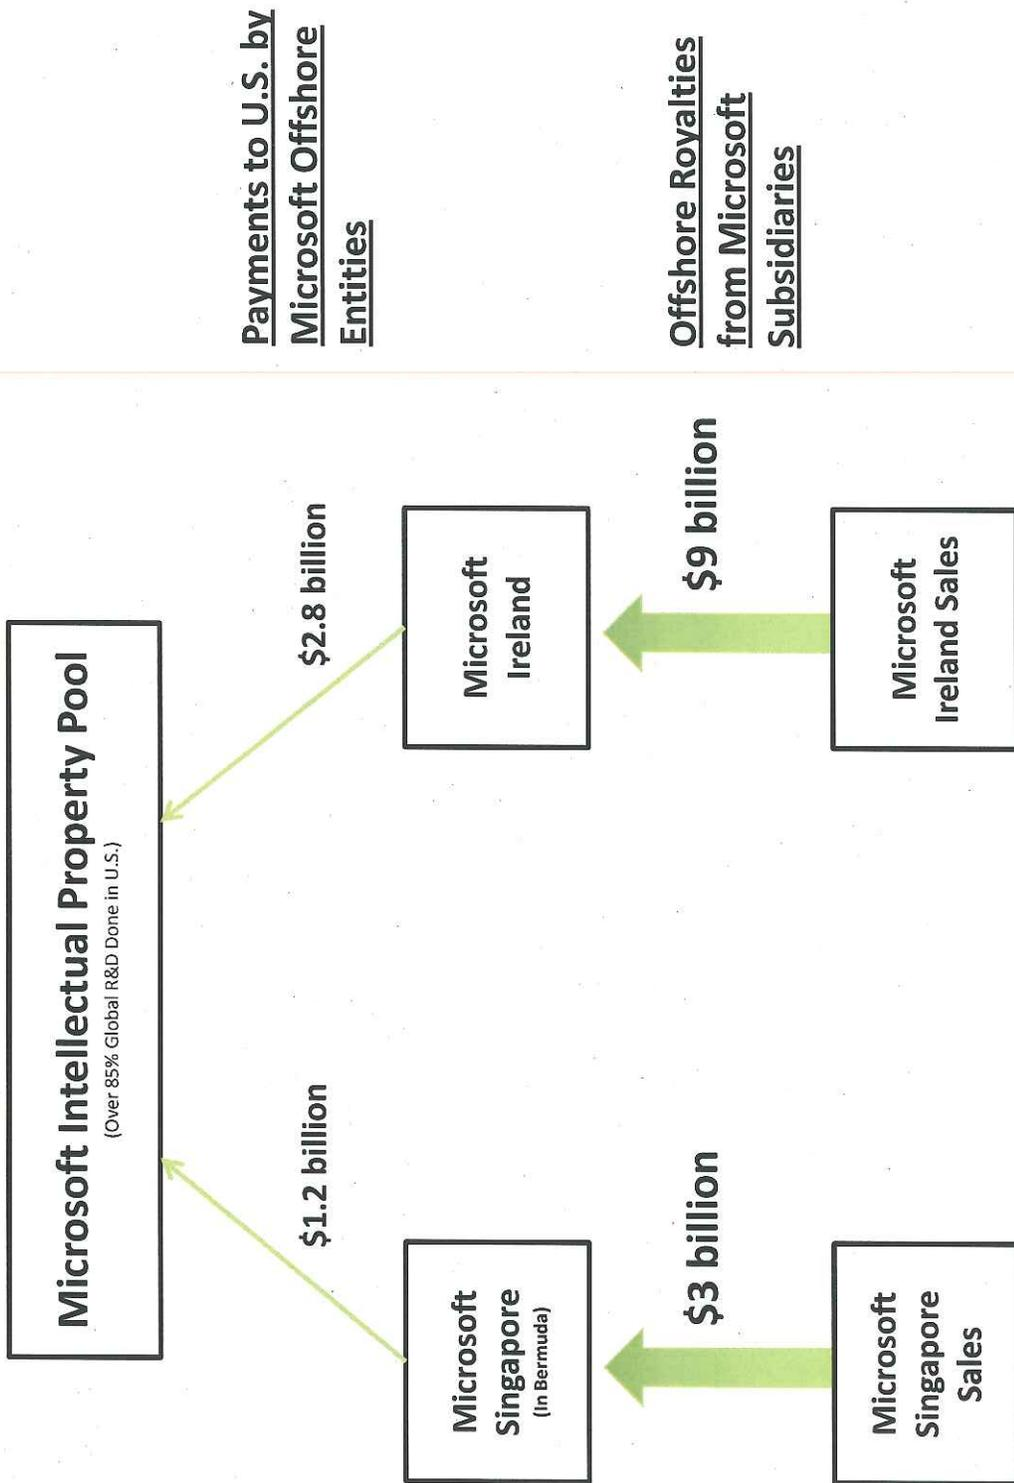 Microsoft Intellectual Property Pool
(Over 85% Global R&D Done in U.S.)
$1.2 billion
$2.8 billion
Payments to U.S. by
Microsoft Offshore
Entities
Microsoft
Singapore
(In Bermuda)
Microsoft
Ireland
$3 billion
$9 billion
Offshore Royalties
from Microsoft
Subsidiaries
Microsoft
Singapore
Sales
Microsoft
Ireland Sales